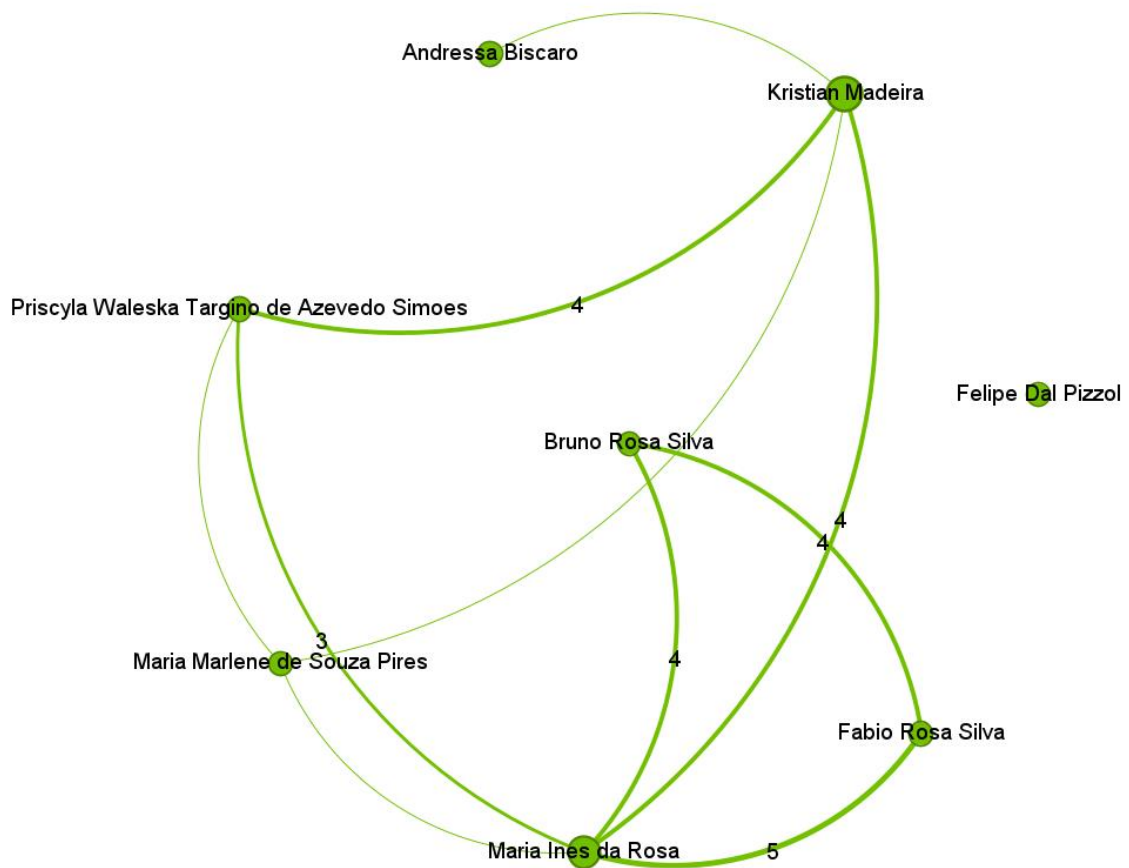 Andressa Biscaro
Kristian Madeira
Priscyla Waleska Targino de Azevedo Simoes
4
Felipe Dal Pizzol
Bruno Rosa Silva
4
4
3
Maria Marlene de Souza Pires
4
Fabio Rosa Silva
Maria Ines da Rosa
5